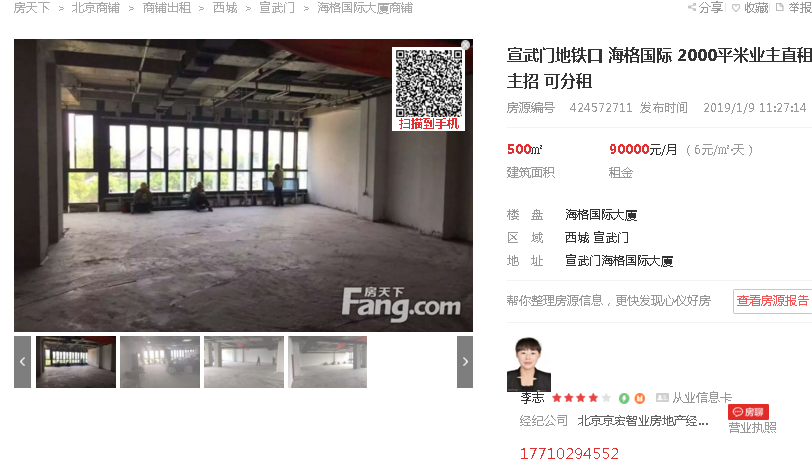 房天下 > 北京商铺 > 商铺出租 > 西城 > 宣武门 > 海格国际大厦商铺
分享 收藏 举报
扫描到手机
房天下
Fang.com
宣武门地铁口 海格国际 2000平米业主直租
主招 可分租
房源编号 424572711 发布时间 2019/1/9 11:27:14
500㎡ 90000元/月 ( 6元/㎡·天 )
建筑面积 租金
楼 盘 海格国际大厦
区 域 西城 宣武门
地 址 宣武门海格国际大厦
帮你整理房源信息，更快发现心仪好房 查看房源报告
李志 从业信息卡
经纪公司 北京京宏智业房地产经... 房聊
营业执照
17710294552